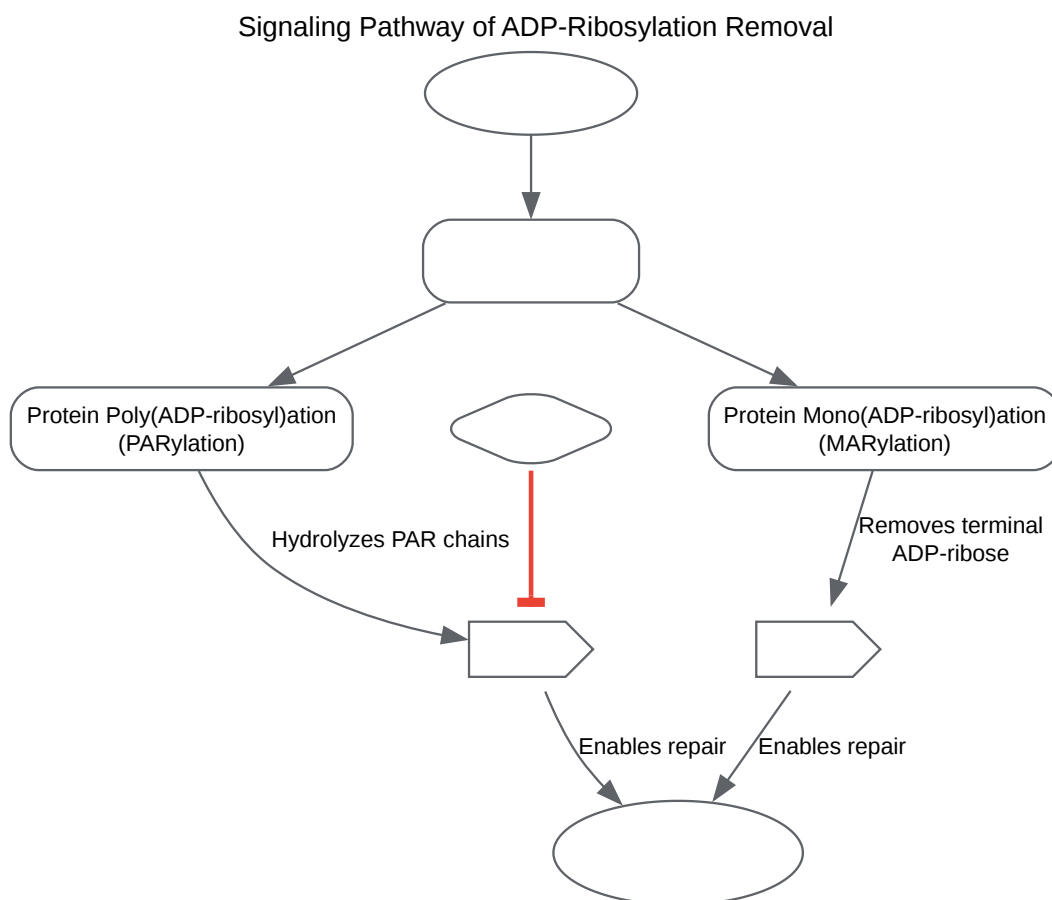 Signaling Pathway of ADP-Ribosylation Removal
Protein Poly(ADP-ribosyl)ation
(PARylation)
Protein Mono(ADP-ribosyl)ation
(MARylation)
Hydrolyzes PAR chains
Removes terminal
ADP-ribose
Enables repair
Enables repair